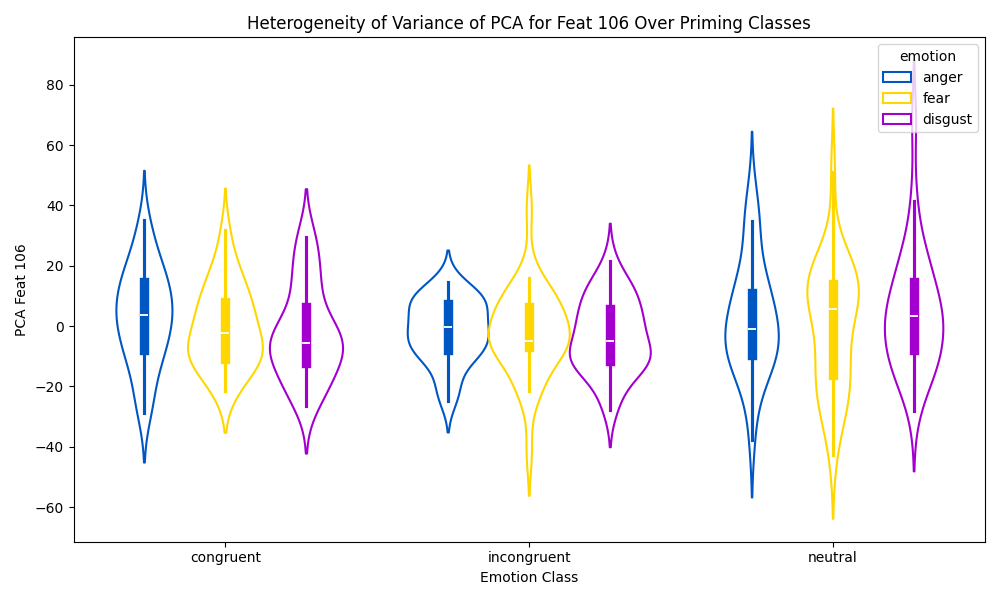 Heterogeneity of Variance of PCA for Feat 106 Over Priming Classes
emotion
anger
fear
disgust
80
60
40
20
0
−20
−40
−60
PCA Feat 106
congruent
incongruent
neutral
Emotion Class